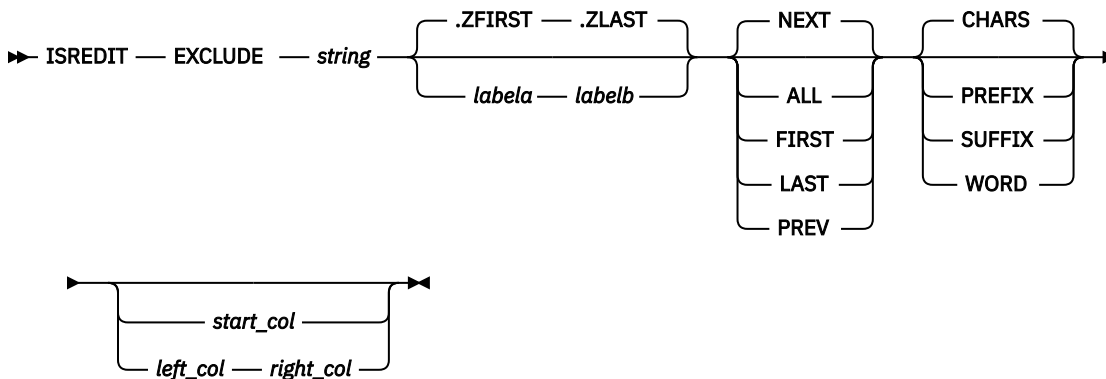 .ZFIRST .ZLAST NEXT CHARS
ISREDIT EXCLUDE string
labela labelb ALL PREFIX
FIRST SUFFIX
LAST WORD
PREV
start_col
left_col right_col